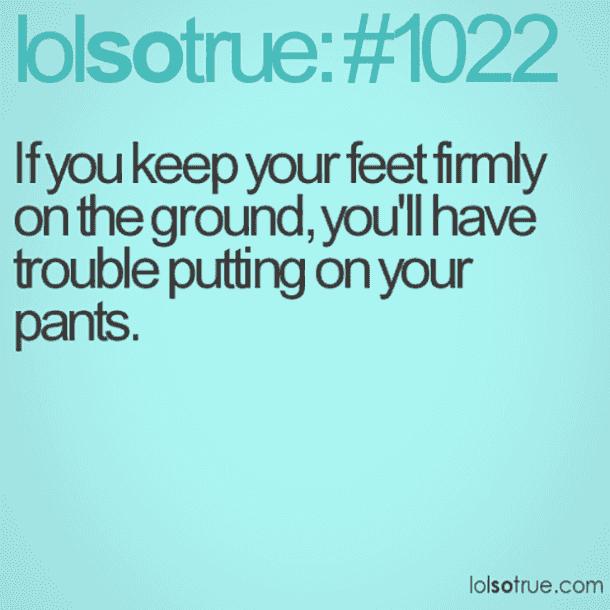 lolsotrue: #1022
If you keep your feet firmly
on the ground, you'll have
trouble putting on your
pants.
lolsotrue.com